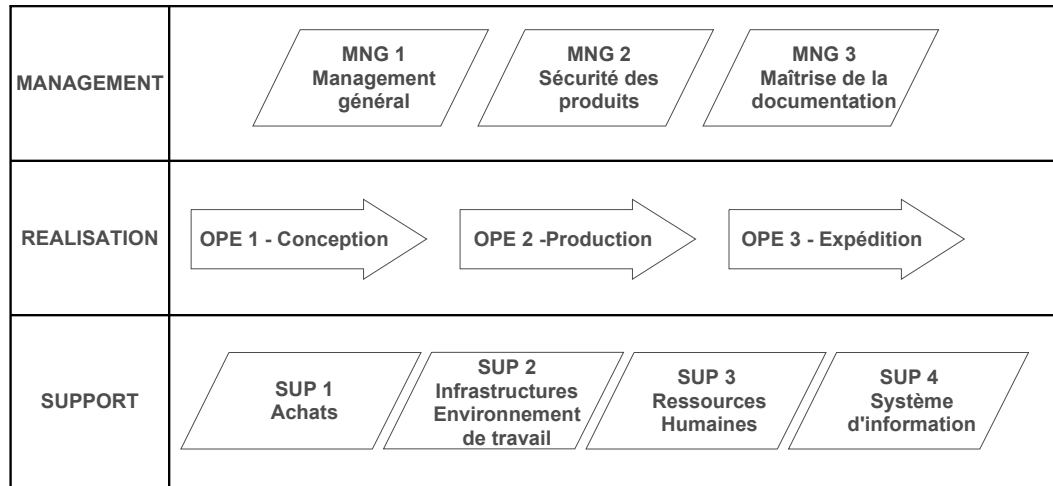 MANAGEMENT
MNG 1
Management
général
MNG 2
Sécurité des
produits
MNG 3
Maîtrise de la
documentation
REALISATION
OPE 1 - Conception
OPE 2 -Production
OPE 3 - Expédition
SUPPORT
SUP 1
Achats
SUP 2
Infrastructures
Environnement
de travail
SUP 3
Ressources
Humaines
SUP 4
Système
d'information